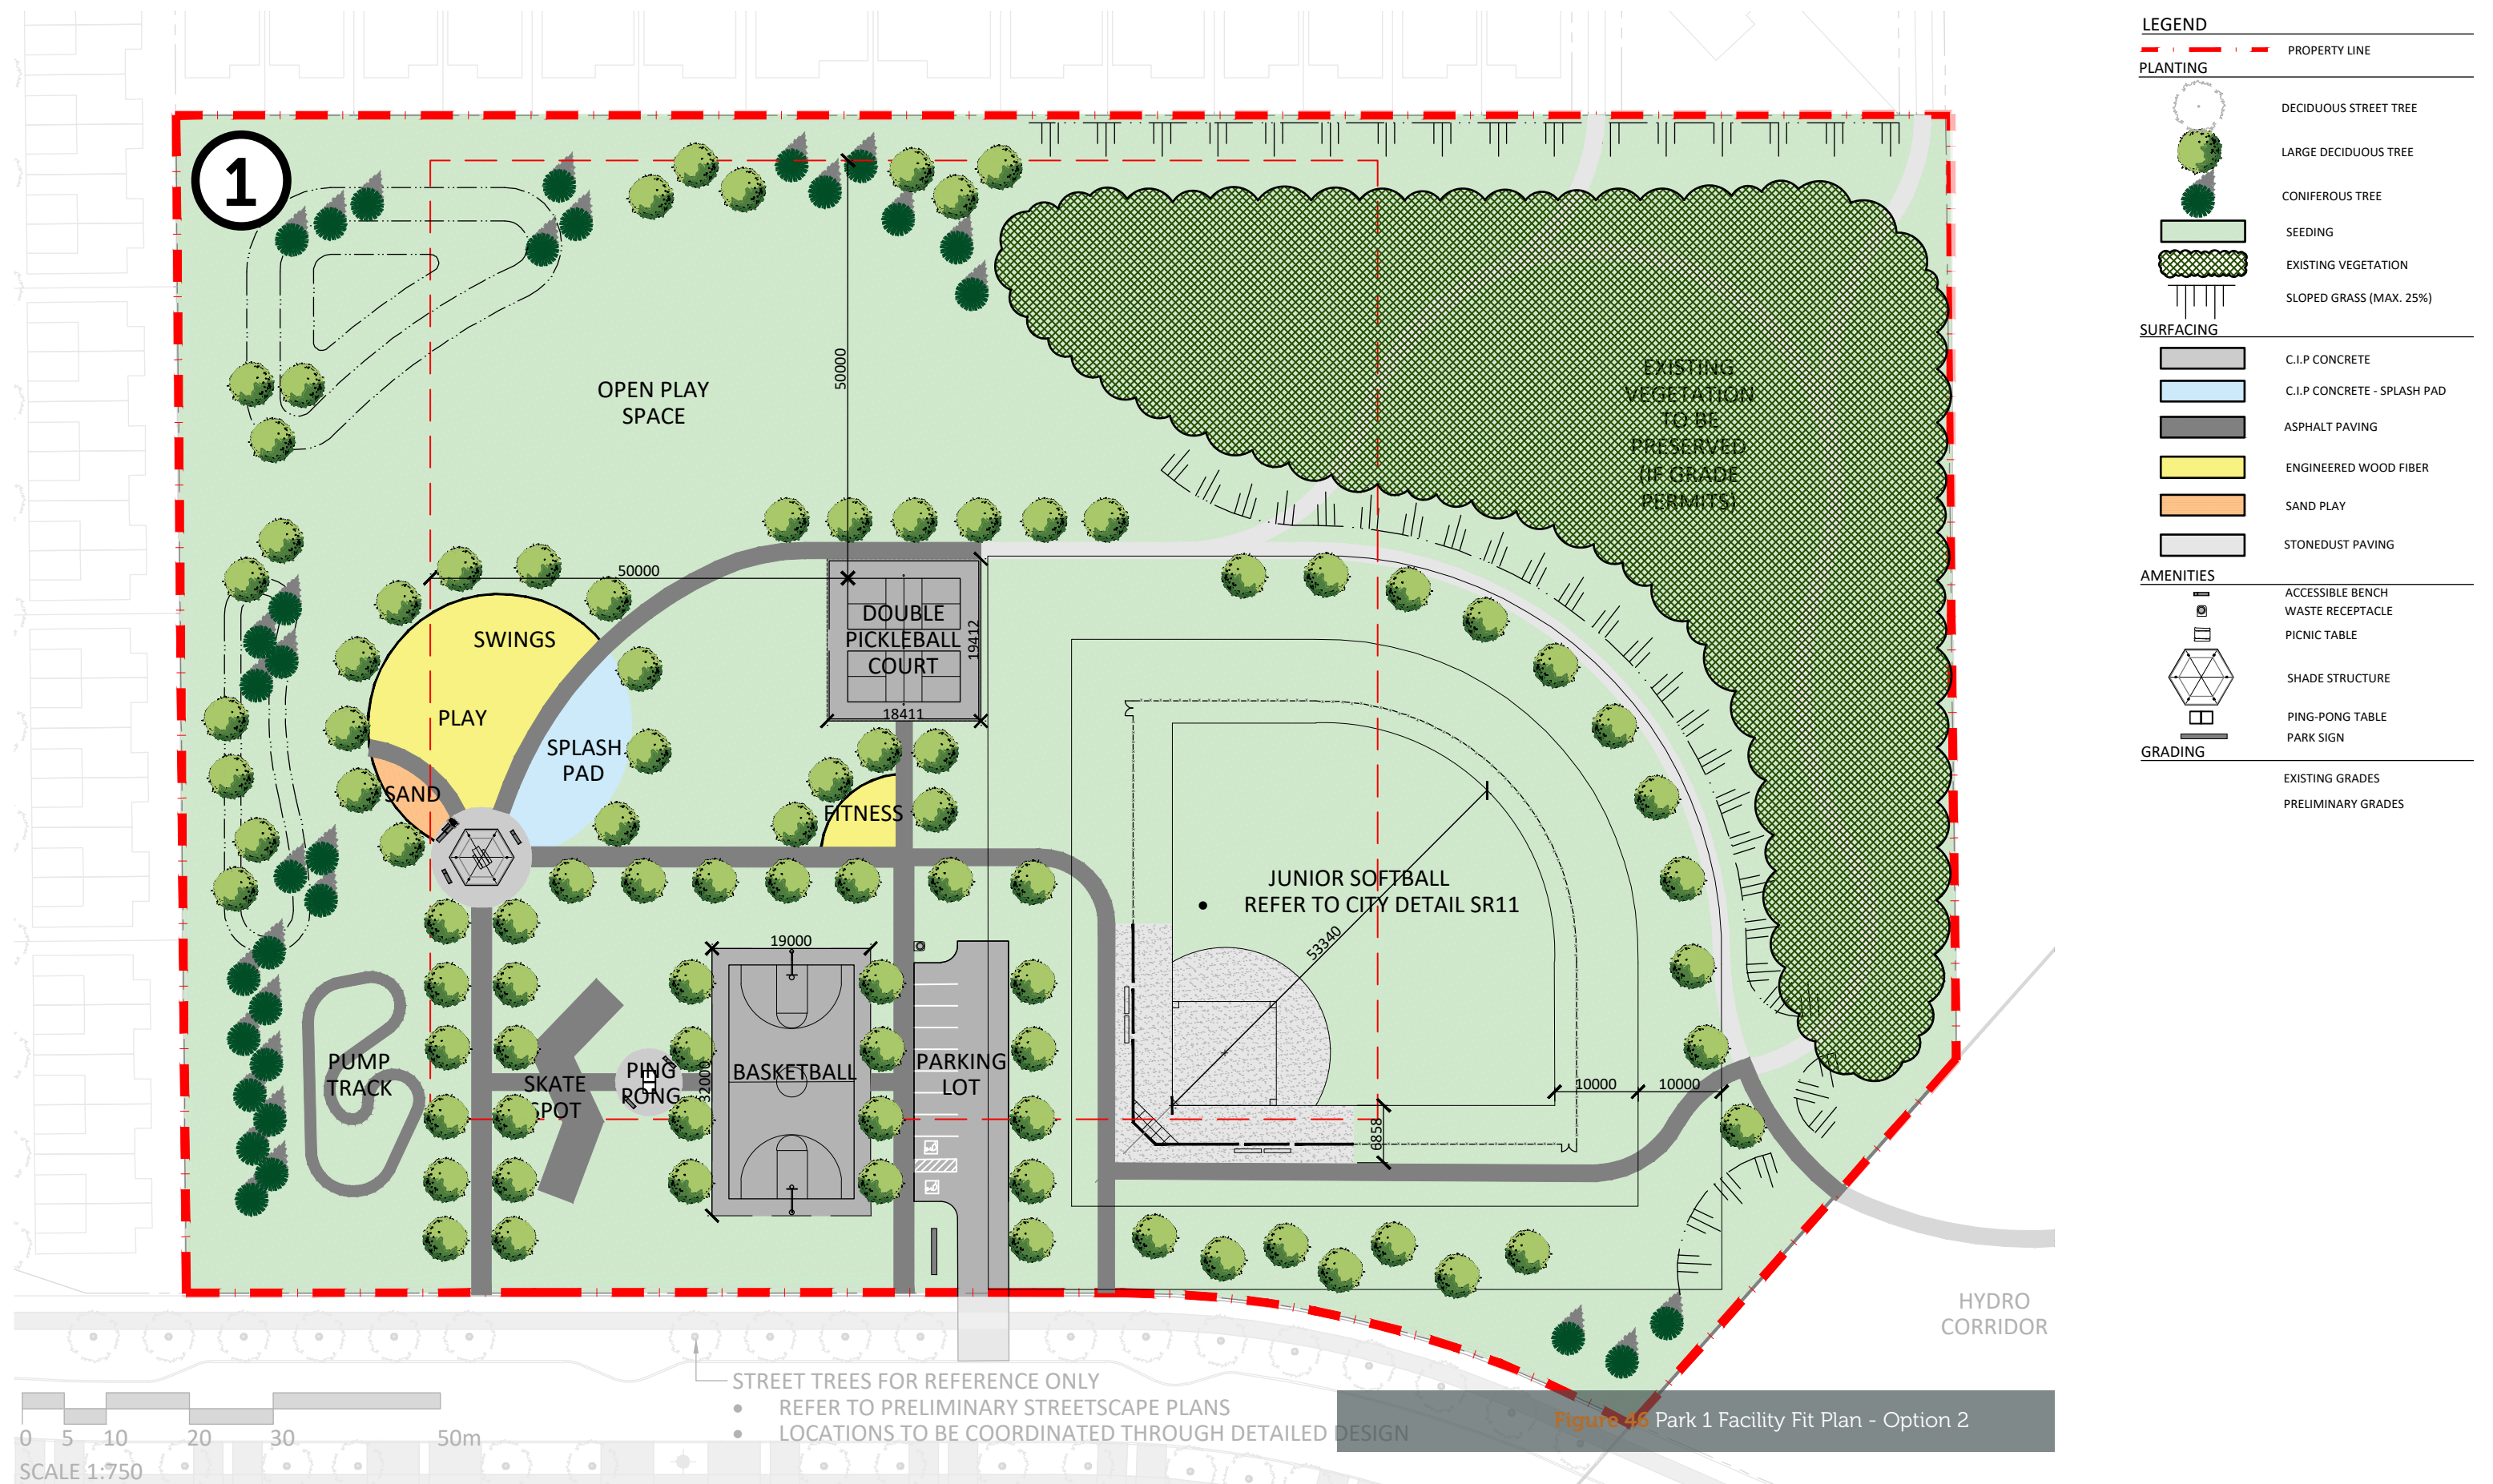 1
OPEN PLAY
SPACE
50000
50000
EXISTING
VEGETATION
TO BE
PRESERVED
(IF GRADE
PERMITS)
SWINGS
PLAY
SAND
SPLASH
PAD
DOUBLE
PICKLEBALL
COURT
19412
18411
FITNESS
JUNIOR SOFTBALL
• REFER TO CITY DETAIL SR11
53340
10000
10000
6858
PUMP
TRACK
SKATE
SPOT
PING
PONG
19000
32000
BASKETBALL
PARKING
LOT
HYDRO
CORRIDOR
STREET TREES FOR REFERENCE ONLY
• REFER TO PRELIMINARY STREETSCAPE PLANS
• LOCATIONS TO BE COORDINATED THROUGH DETAILED DESIGN
0 5 10 20 30 50m
SCALE 1:750
Figure 46 Park 1 Facility Fit Plan - Option 2
LEGEND
PROPERTY LINE
PLANTING
DECIDUOUS STREET TREE
LARGE DECIDUOUS TREE
CONIFEROUS TREE
SEEDING
EXISTING VEGETATION
SLOPED GRASS (MAX. 25%)
SURFACING
C.I.P CONCRETE
C.I.P CONCRETE - SPLASH PAD
ASPHALT PAVING
ENGINEERED WOOD FIBER
SAND PLAY
STONEDUST PAVING
AMENITIES
ACCESSIBLE BENCH
WASTE RECEPTACLE
PICNIC TABLE
SHADE STRUCTURE
PING-PONG TABLE
PARK SIGN
GRADING
EXISTING GRADES
PRELIMINARY GRADES